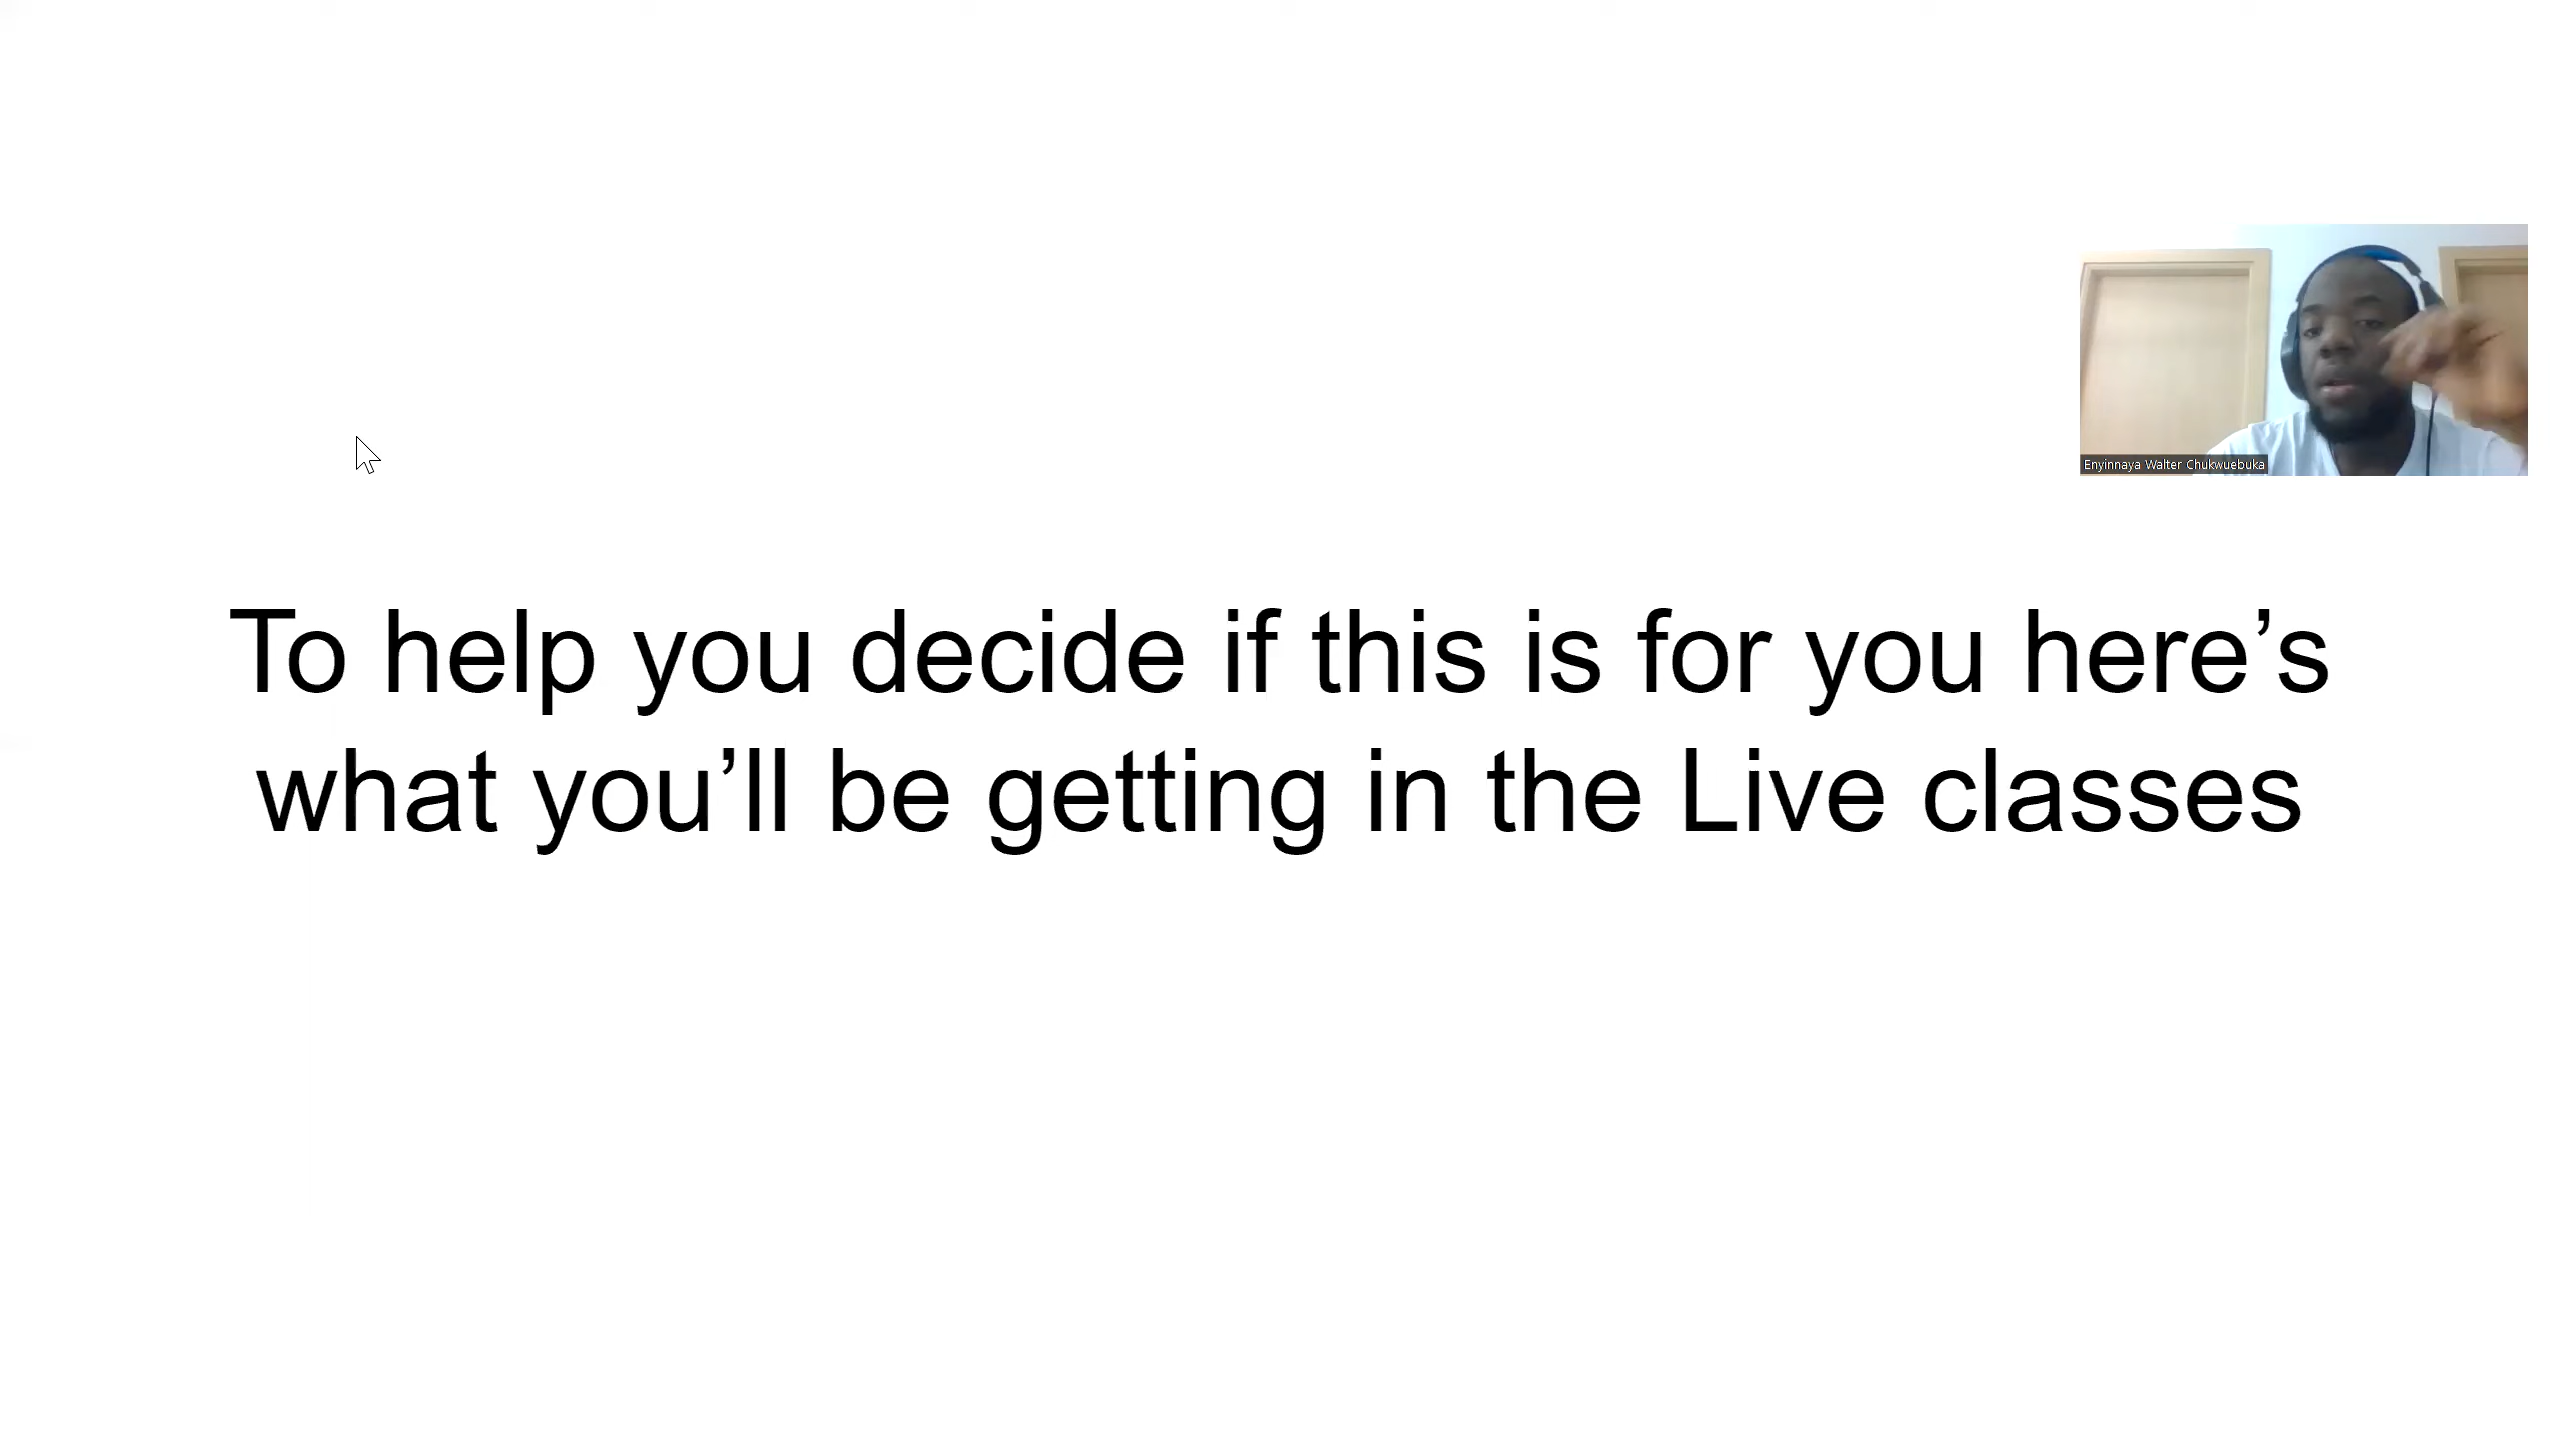 Enyinnaya Walter Chukwuebuka
To help you decide if this is for you here’s
what you’ll be getting in the Live classes